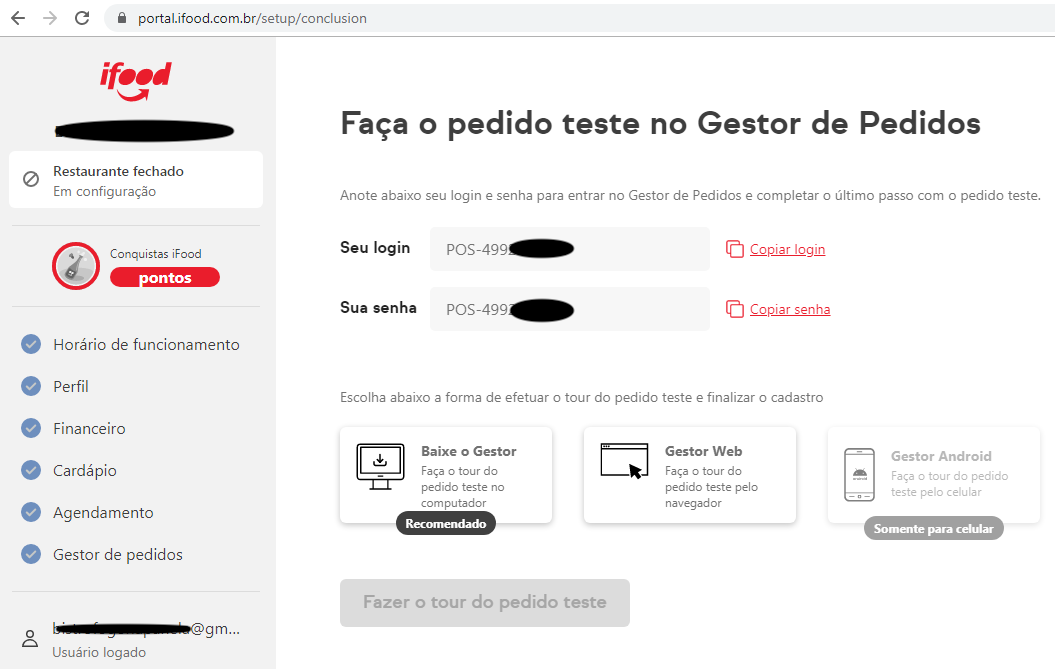 portal.ifood.com.br/setup/conclusion
ifood
Restaurante fechado
Em configuração
Conquistas iFood
pontos
Horário de funcionamento
Perfil
Financeiro
Cardápio
Agendamento
Gestor de pedidos
@gm...
Usuário logado
Faça o pedido teste no Gestor de Pedidos
Anote abaixo seu login e senha para entrar no Gestor de Pedidos e completar o último passo com o pedido teste.
Seu login POS-499 Copiar login
Sua senha POS-499 Copiar senha
Escolha abaixo a forma de efetuar o tour do pedido teste e finalizar o cadastro
Baixe o Gestor
Faça o tour do
pedido teste no
computador
Recomendado
Gestor Web
Faça o tour do
pedido teste pelo
navegador
android
Gestor Android
Faça o tour do pedido
teste pelo celular
Somente para celular
Fazer o tour do pedido teste